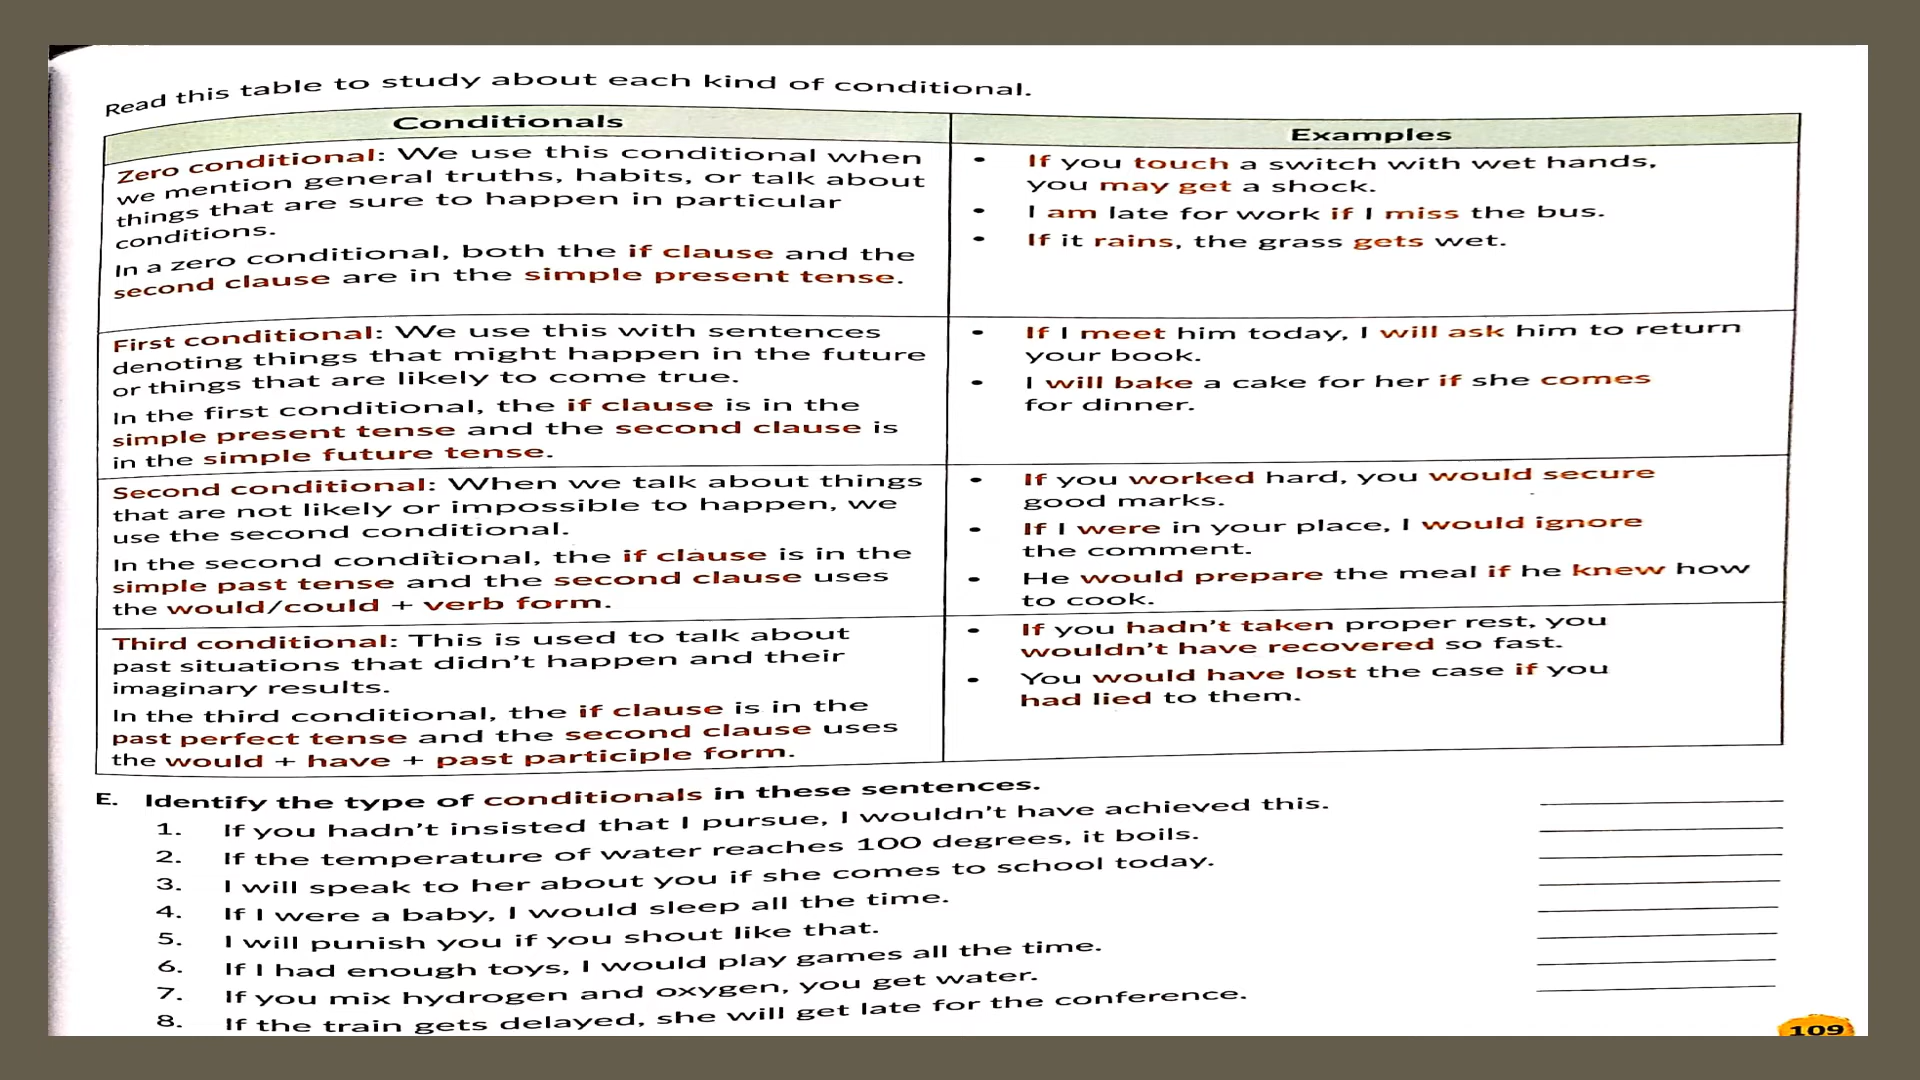 Read this table to study about each kind of conditional.
Conditionals
Examples
Zero conditional: We use this conditional when
we mention general truths, habits, or talk about
things that are sure to happen in particular
conditions.
In a zero conditional, both the if clause and the
second clause are in the simple present tense.
• If you touch a switch with wet hands,
you may get a shock.
• I am late for work if I miss the bus.
• If it rains, the grass gets wet.
First conditional: We use this with sentences
denoting things that might happen in the future
or things that are likely to come true.
In the first conditional, the if clause is in the
simple present tense and the second clause is
in the simple future tense.
• If I meet him today, I will ask him to return
your book.
• I will bake a cake for her if she comes
for dinner.
Second conditional: When we talk about things
that are not likely or impossible to happen, we
use the second conditional.
In the second conditional, the if clause is in the
simple past tense and the second clause uses
the would/could + verb form.
• If you worked hard, you would secure
good marks.
• If I were in your place, I would ignore
the comment.
• He would prepare the meal if he knew how
to cook.
Third conditional: This is used to talk about
past situations that didn't happen and their
imaginary results.
In the third conditional, the if clause is in the
past perfect tense and the second clause uses
the would + have + past participle form.
• If you hadn't taken proper rest, you
wouldn't have recovered so fast.
• You would have lost the case if you
had lied to them.
E. Identify the type of conditionals in these sentences.
1. If you hadn't insisted that I pursue, I wouldn't have achieved this.
2. If the temperature of water reaches 100 degrees, it boils.
3. I will speak to her about you if she comes to school today.
4. If I were a baby, I would sleep all the time.
5. I will punish you if you shout like that.
6. If I had enough toys, I would play games all the time.
7. If you mix hydrogen and oxygen, you get water.
8. If the train gets delayed, she will get late for the conference.
109